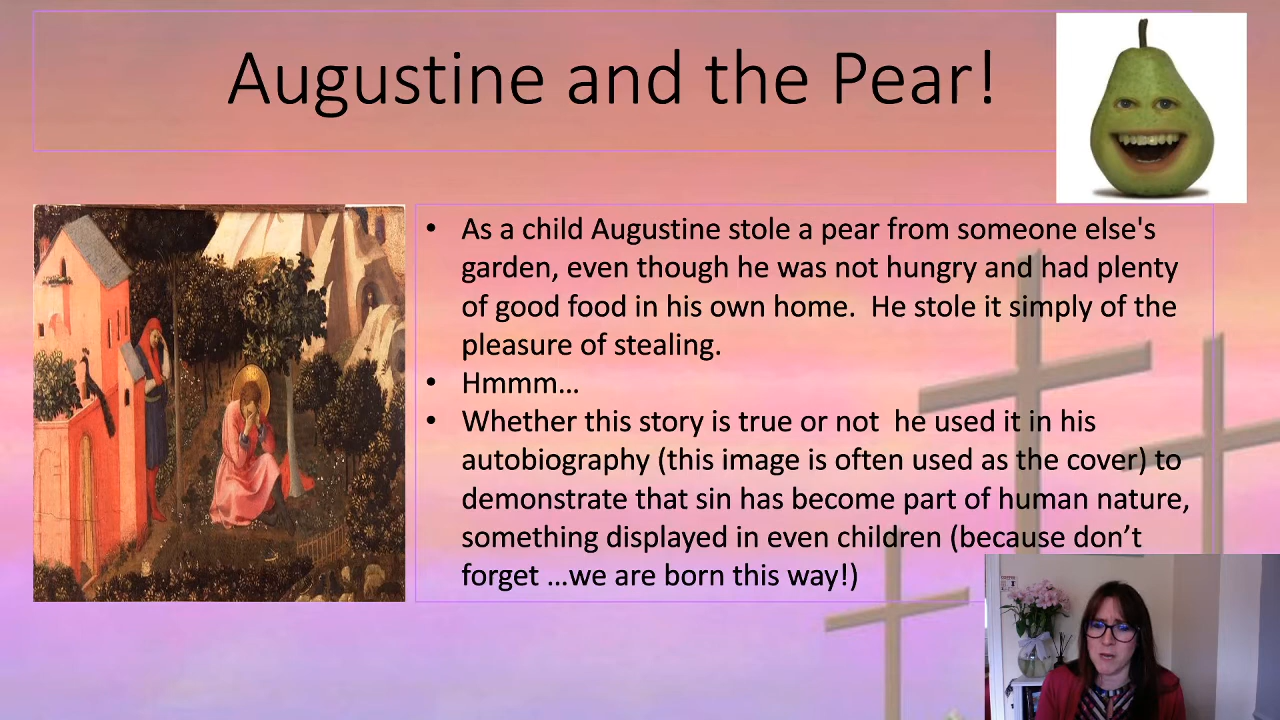 Augustine and the Pear!
• As a child Augustine stole a pear from someone else's
garden, even though he was not hungry and had plenty
of good food in his own home.  He stole it simply of the
pleasure of stealing.
• Hmmm...
• Whether this story is true or not  he used it in his
autobiography (this image is often used as the cover) to
demonstrate that sin has become part of human nature,
something displayed in even children (because don’t
forget ...we are born this way!)